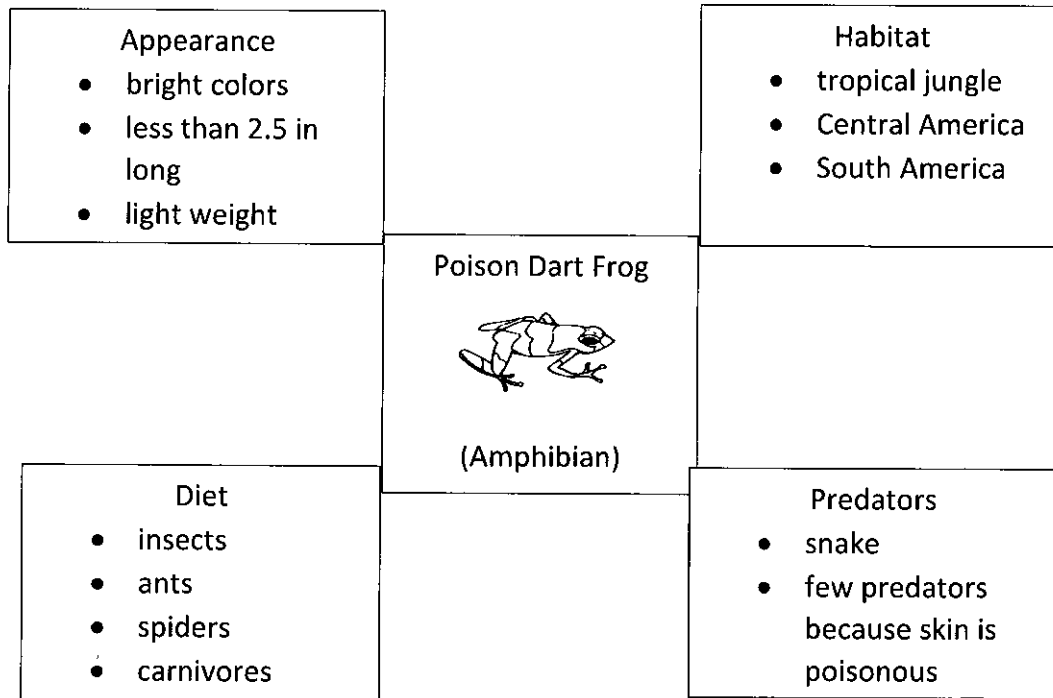 Appearance
• bright colors
• less than 2.5 in
long
• light weight
Habitat
• tropical jungle
• Central America
• South America
Poison Dart Frog
(Amphibian)
Diet
• insects
• ants
• spiders
• carnivores
Predators
• snake
• few predators
because skin is
poisonous